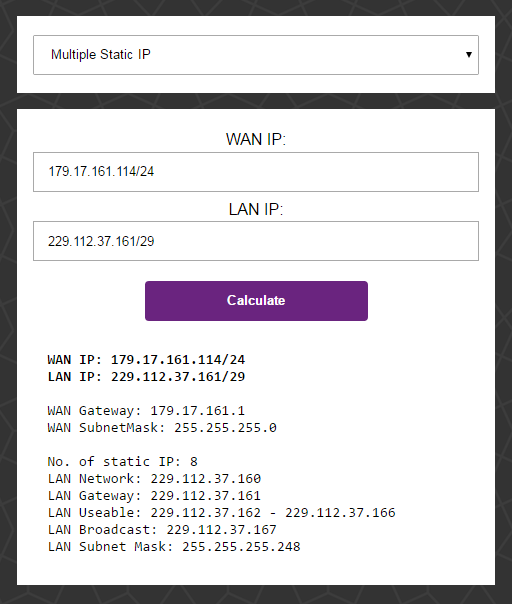 Multiple Static IP
WAN IP:
179.17.161.114/24
LAN IP:
229.112.37.161/29
Calculate
WAN IP: 179.17.161.114/24
LAN IP: 229.112.37.161/29
WAN Gateway: 179.17.161.1
WAN SubnetMask: 255.255.255.0
No. of static IP: 8
LAN Network: 229.112.37.160
LAN Gateway: 229.112.37.161
LAN Useable: 229.112.37.162 - 229.112.37.166
LAN Broadcast: 229.112.37.167
LAN Subnet Mask: 255.255.255.248